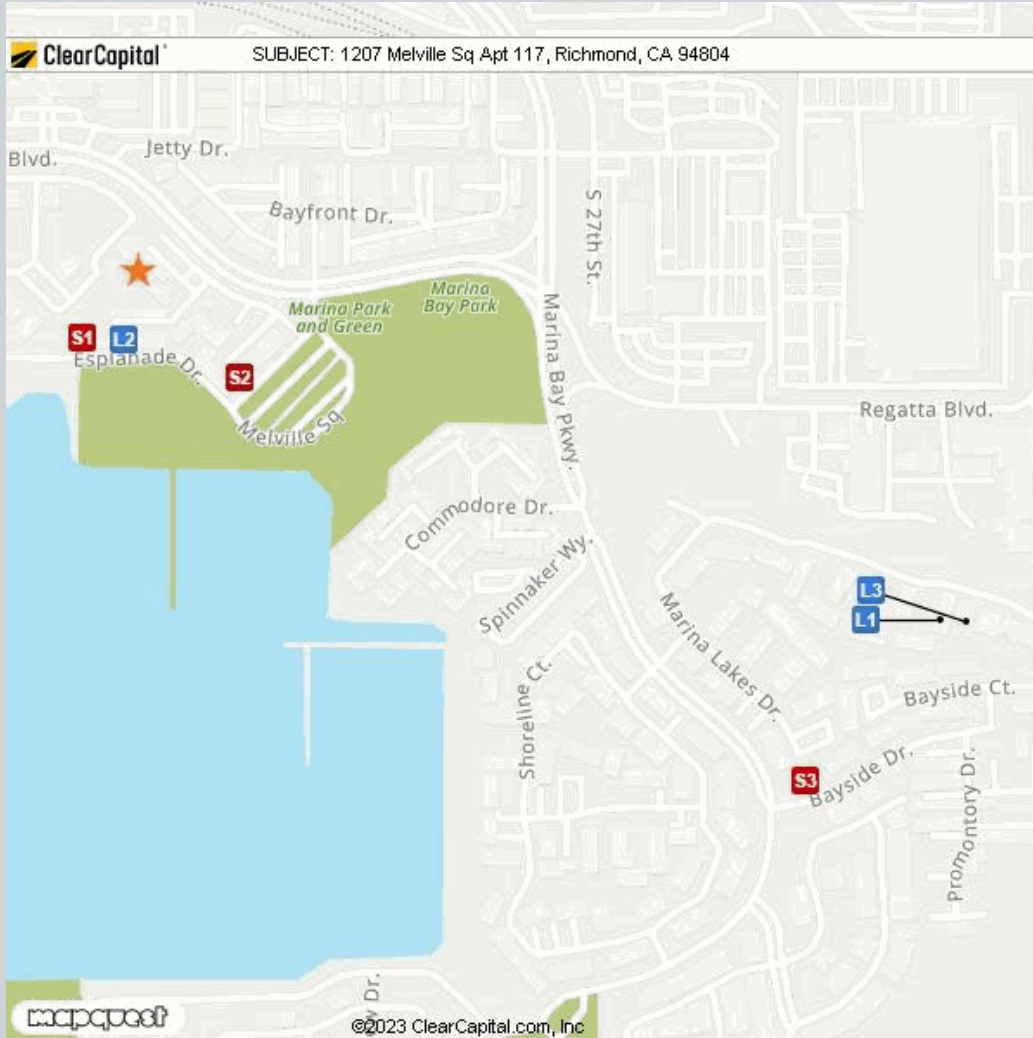 ClearCapital
SUBJECT: 1207 Melville Sq Apt 117, Richmond, CA 94804
Jetty Dr.
Blvd.
Bayfront Dr.
S 27th St.
Marina Park
and Green
Marina
Bay Park
Marina Bay Pkwy.
S1
L2
Esplanade Dr.
S2
Melville Sq
Regatta Blvd.
Commodore Dr.
Spinnaker Wy.
L3
L1
Marina Lakes Dr.
Shoreline Ct.
Bayside Ct.
S3
Bayside Dr.
Promontory Dr.
Dr.
mapquest
©2023 ClearCapital.com, Inc